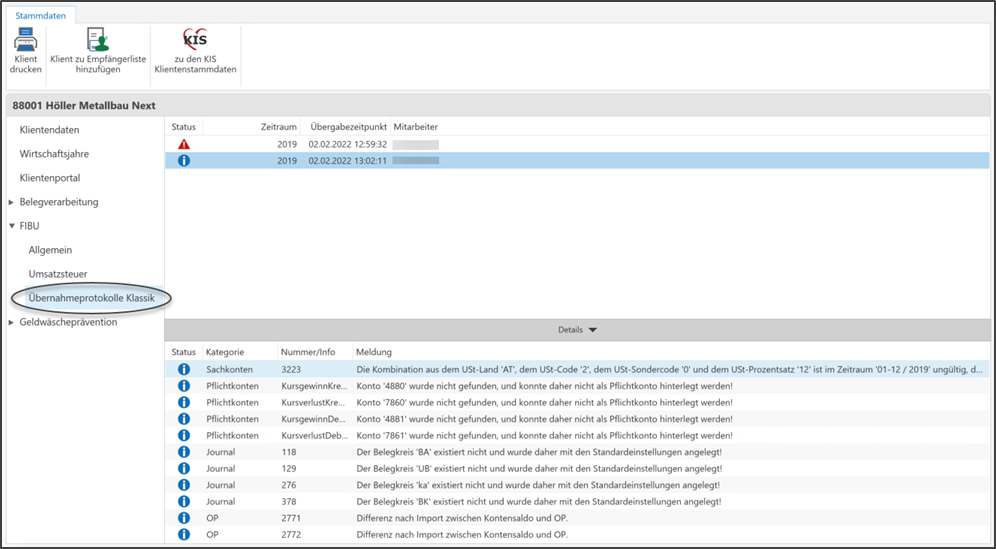 Stammdaten
Klient drucken
Klient zu Empfängerliste hinzufügen
KIS
zu den KIS Klientenstammdaten
88001 Höller Metallbau Next
Klientendaten
Wirtschaftsjahre
Klientenportal
Belegverarbeitung
FIBU
Allgemein
Umsatzsteuer
Übernahmeprotokolle Klassik
Geldwäscheprävention
Status Zeitraum Übergabezeitpunkt Mitarbeiter
2019 02.02.2022 12:59:32
2019 02.02.2022 13:02:11
Details
Status Kategorie Nummer/Info Meldung
Sachkonten 3223 Die Kombination aus dem USt-Land 'AT', dem USt-Code '2', dem USt-Sondercode '0' und dem USt-Prozentsatz '12' ist im Zeitraum '01-12 / 2019' ungültig, d...
Pflichtkonten KursgewinnKre... Konto '4880' wurde nicht gefunden, und konnte daher nicht als Pflichtkonto hinterlegt werden!
Pflichtkonten KursverlustKre... Konto '7860' wurde nicht gefunden, und konnte daher nicht als Pflichtkonto hinterlegt werden!
Pflichtkonten KursgewinnDe... Konto '4881' wurde nicht gefunden, und konnte daher nicht als Pflichtkonto hinterlegt werden!
Pflichtkonten KursverlustDeb... Konto '7861' wurde nicht gefunden, und konnte daher nicht als Pflichtkonto hinterlegt werden!
Journal 118 Der Belegkreis 'BA' existiert nicht und wurde daher mit den Standardeinstellungen angelegt!
Journal 129 Der Belegkreis 'UB' existiert nicht und wurde daher mit den Standardeinstellungen angelegt!
Journal 276 Der Belegkreis 'ka' existiert nicht und wurde daher mit den Standardeinstellungen angelegt!
Journal 378 Der Belegkreis 'BK' existiert nicht und wurde daher mit den Standardeinstellungen angelegt!
OP 2771 Differenz nach Import zwischen Kontensaldo und OP.
OP 2772 Differenz nach Import zwischen Kontensaldo und OP.